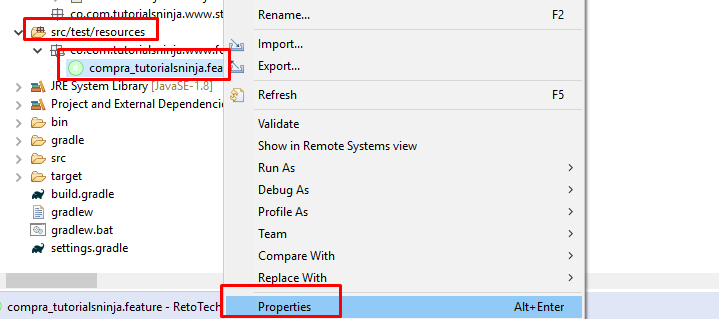 co.com.tutorialsninja.www.st
src/test/resources
co.com.tutorialsninja.www.fe
compra_tutorialsninja.fea
JRE System Library [JavaSE-1.8]
Project and External Dependencie
bin
gradle
src
target
build.gradle
gradlew
gradlew.bat
settings.gradle
compra_tutorialsninja.feature - RetoTech
Rename... F2
Import...
Export...
Refresh F5
Validate
Show in Remote Systems view
Run As
Debug As
Profile As
Team
Compare With
Replace With
Properties Alt+Enter